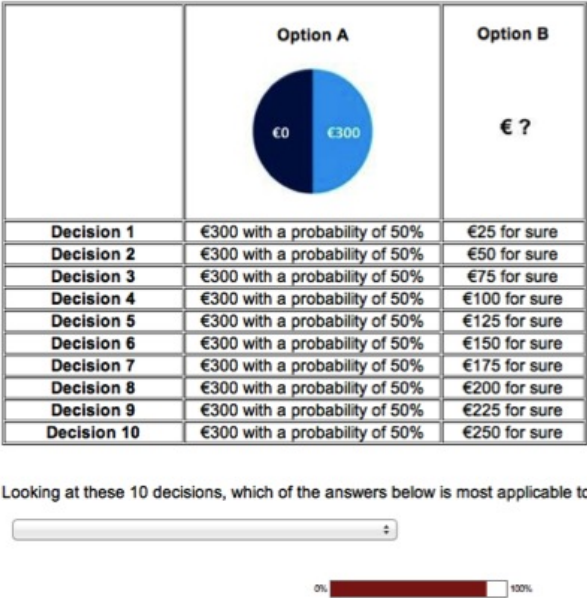 Option A Option B
€0 €300 € ?
Decision 1 €300 with a probability of 50% €25 for sure
Decision 2 €300 with a probability of 50% €50 for sure
Decision 3 €300 with a probability of 50% €75 for sure
Decision 4 €300 with a probability of 50% €100 for sure
Decision 5 €300 with a probability of 50% €125 for sure
Decision 6 €300 with a probability of 50% €150 for sure
Decision 7 €300 with a probability of 50% €175 for sure
Decision 8 €300 with a probability of 50% €200 for sure
Decision 9 €300 with a probability of 50% €225 for sure
Decision 10 €300 with a probability of 50% €250 for sure
Looking at these 10 decisions, which of the answers below is most applicable to
0% 100%